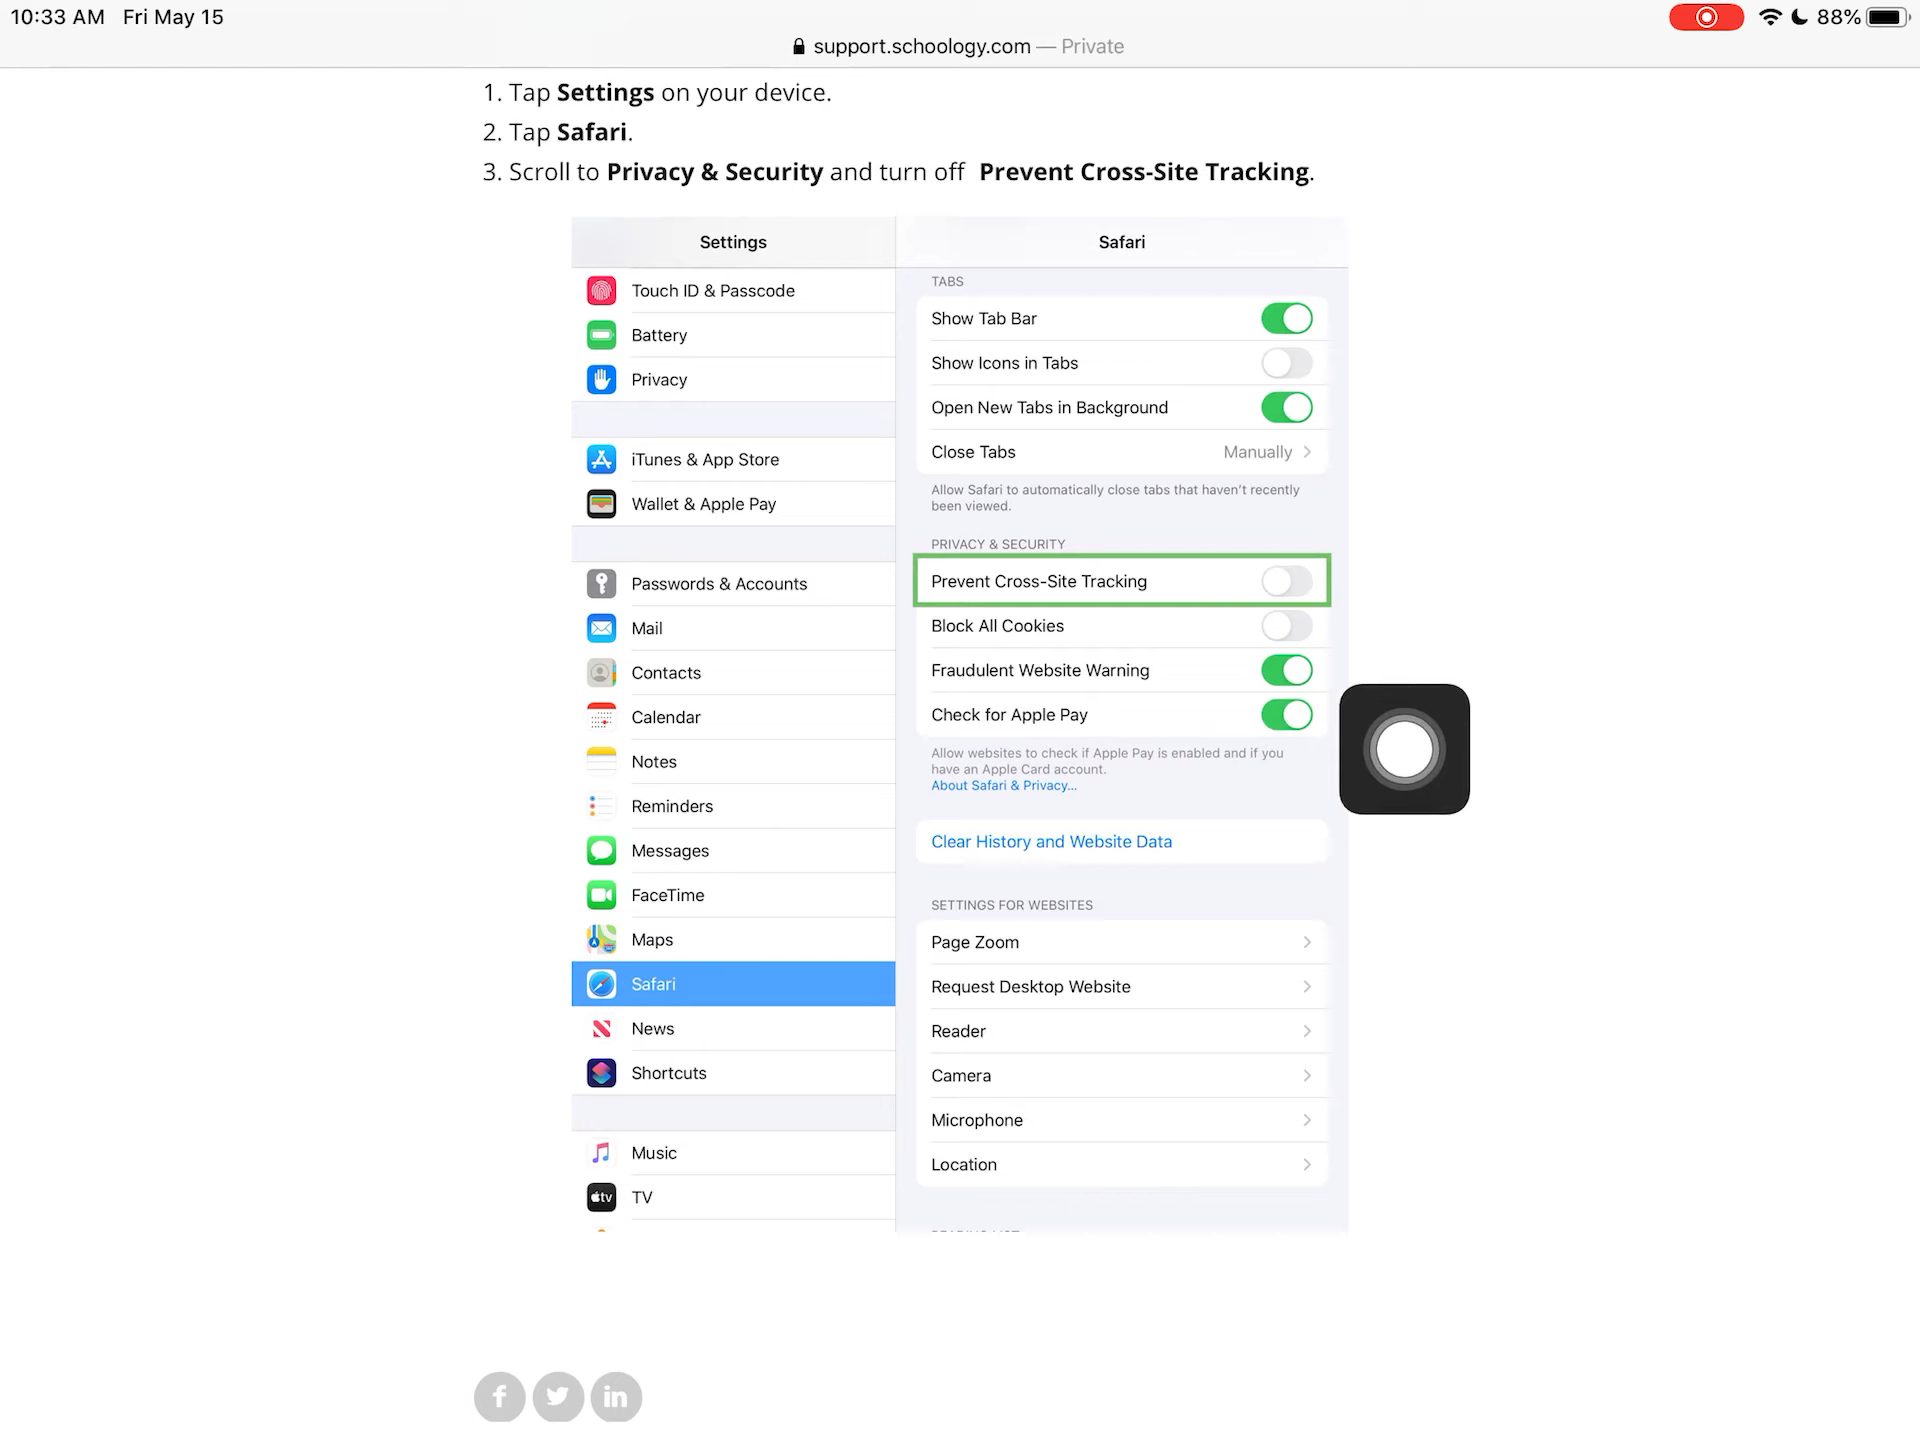 10:33 AM Fri May 15
88%
support.schoology.com — Private
1. Tap Settings on your device.
2. Tap Safari.
3. Scroll to Privacy & Security and turn off Prevent Cross-Site Tracking.
Settings
Touch ID & Passcode
Battery
Privacy
iTunes & App Store
Wallet & Apple Pay
Passwords & Accounts
Mail
Contacts
Calendar
Notes
Reminders
Messages
FaceTime
Maps
Safari
News
Shortcuts
Music
tv
TV
Safari
TABS
Show Tab Bar
Show Icons in Tabs
Open New Tabs in Background
Close Tabs Manually
Allow Safari to automatically close tabs that haven't recently
been viewed.
PRIVACY & SECURITY
Prevent Cross-Site Tracking
Block All Cookies
Fraudulent Website Warning
Check for Apple Pay
Allow websites to check if Apple Pay is enabled and if you
have an Apple Card account.
About Safari & Privacy...
Clear History and Website Data
SETTINGS FOR WEBSITES
Page Zoom
Request Desktop Website
Reader
Camera
Microphone
Location
f
in